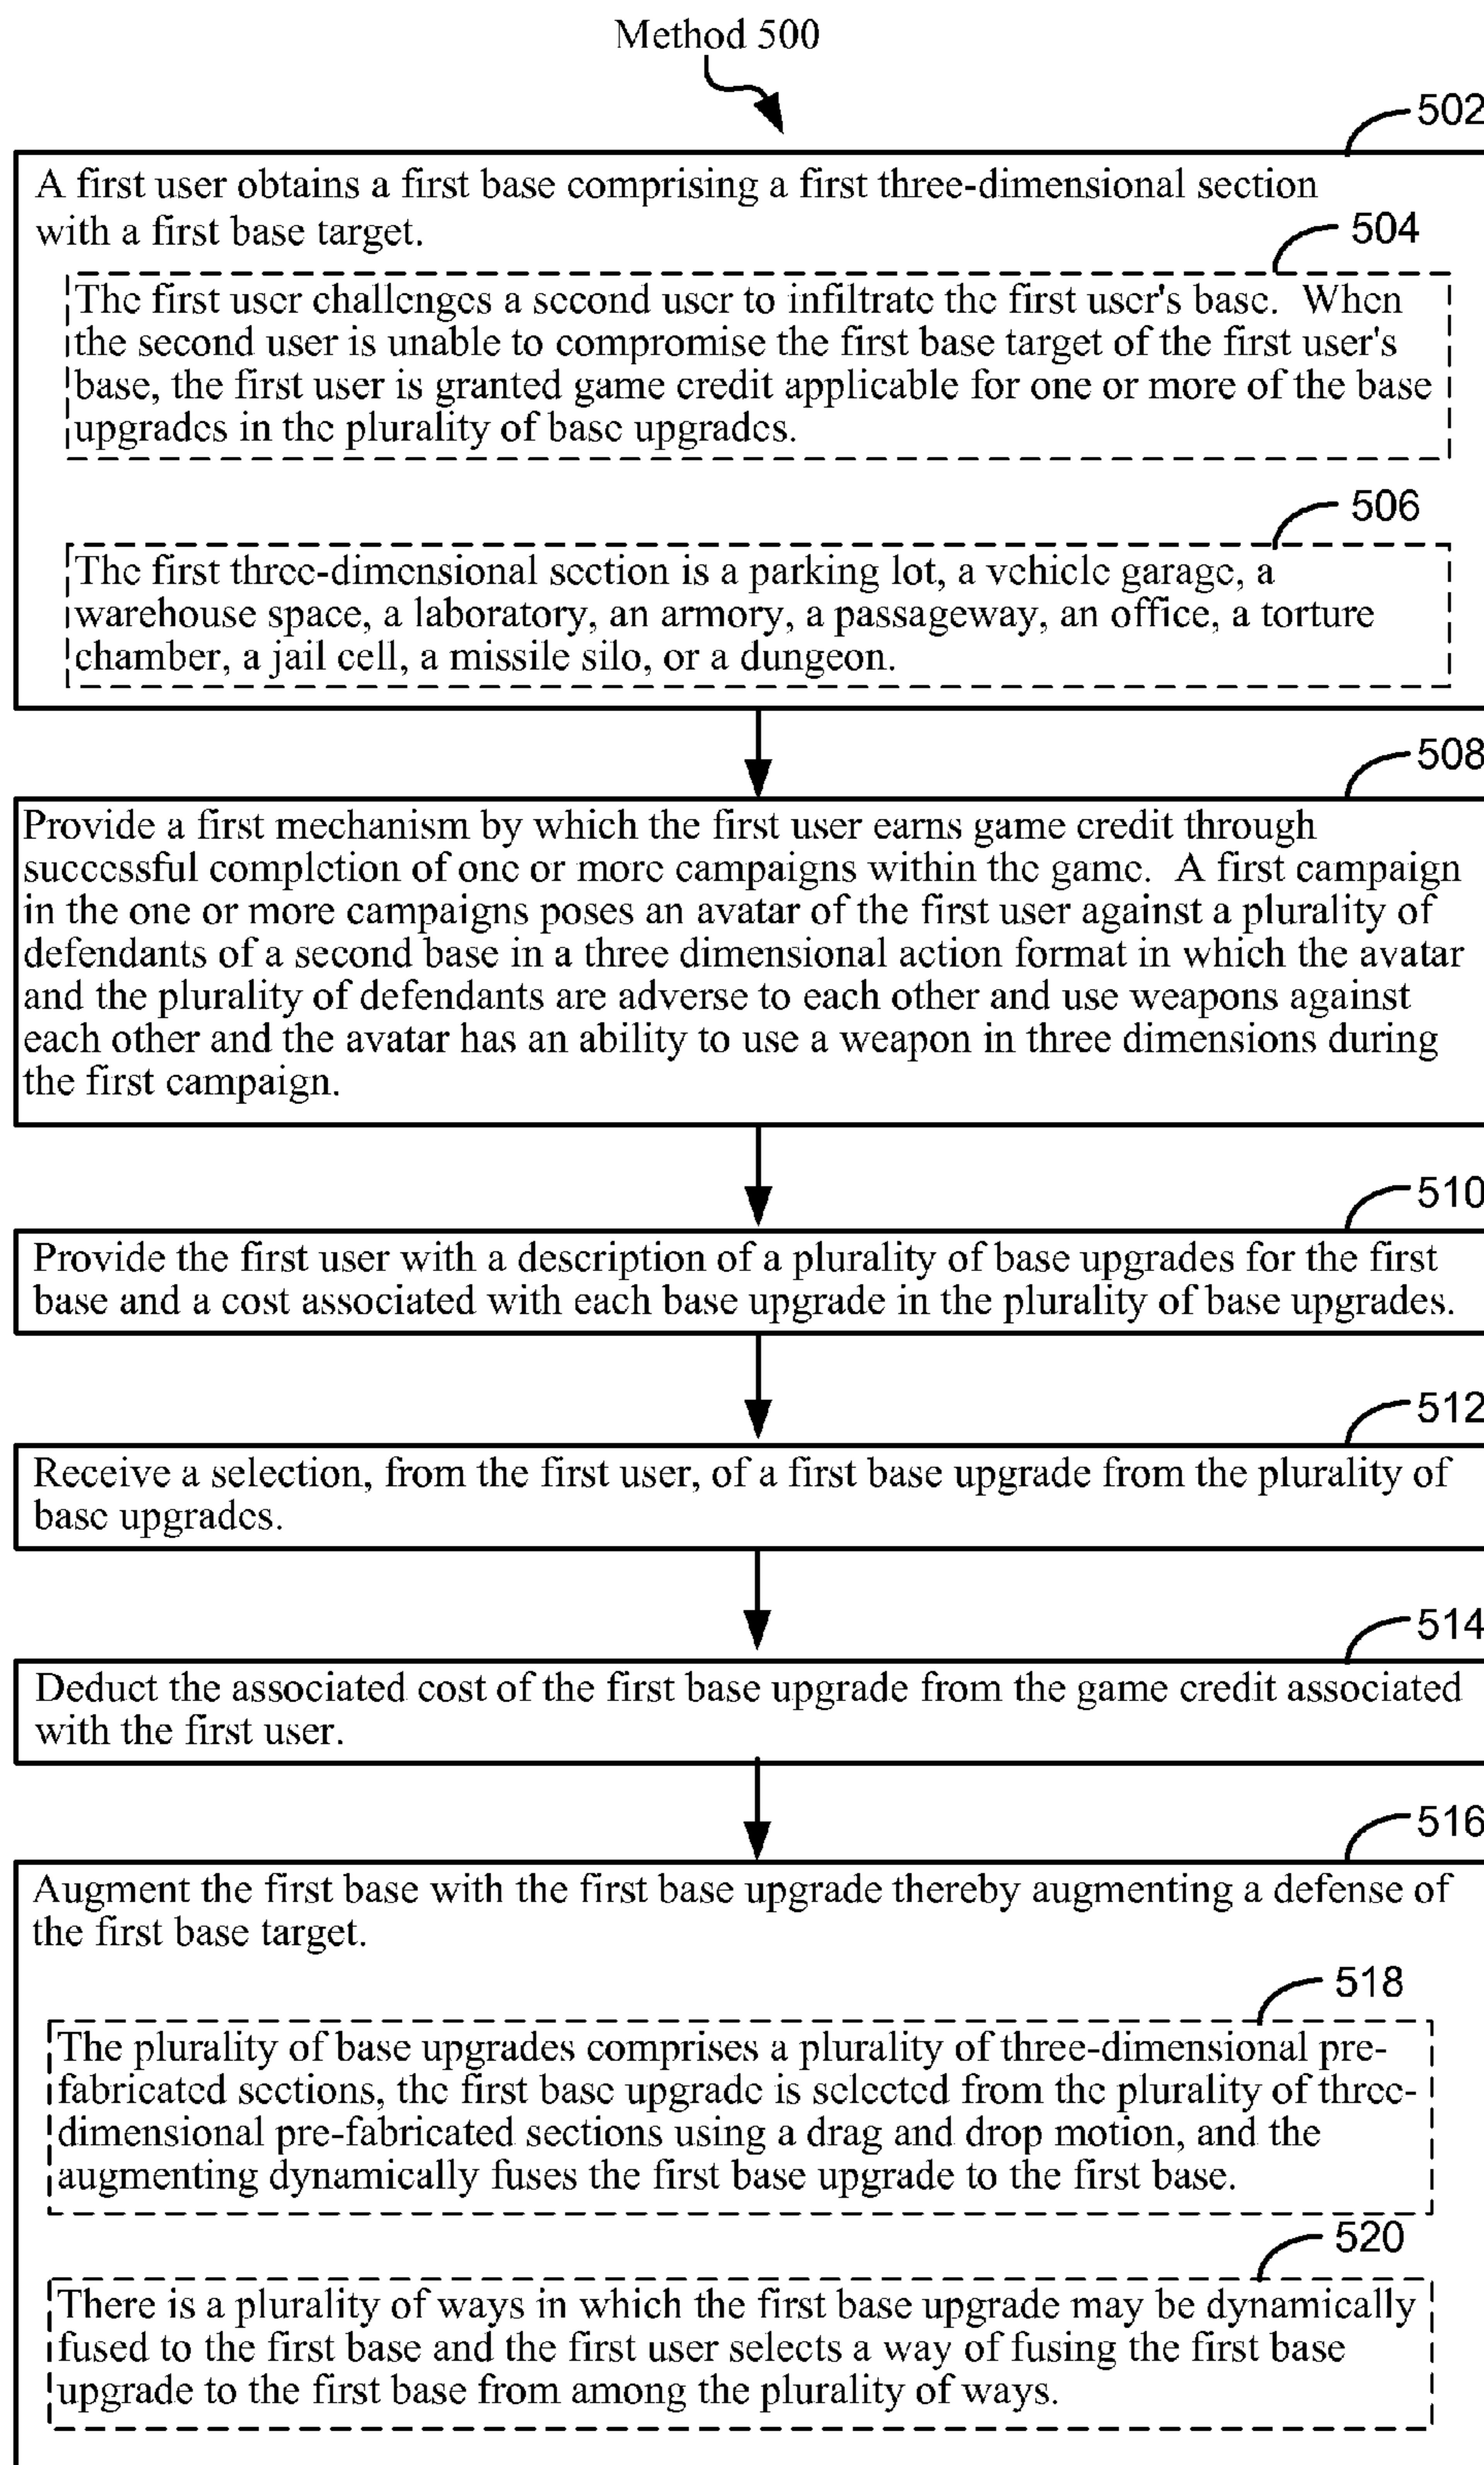 Method 500
502
A first user obtains a first base comprising a first three-dimensional section
with a first base target.
504
The first user challenges a second user to infiltrate the first user's base.  When
the second user is unable to compromise the first base target of the first user's
base, the first user is granted game credit applicable for one or more of the base
upgrades in the plurality of base upgrades.
506
The first three-dimensional section is a parking lot, a vehicle garage, a
warehouse space, a laboratory, an armory, a passageway, an office, a torture
chamber, a jail cell, a missile silo, or a dungeon.
508
Provide a first mechanism by which the first user earns game credit through
successful completion of one or more campaigns within the game.  A first campaign
in the one or more campaigns poses an avatar of the first user against a plurality of
defendants of a second base in a three dimensional action format in which the avatar
and the plurality of defendants are adverse to each other and use weapons against
each other and the avatar has an ability to use a weapon in three dimensions during
the first campaign.
510
Provide the first user with a description of a plurality of base upgrades for the first
base and a cost associated with each base upgrade in the plurality of base upgrades.
512
Receive a selection, from the first user, of a first base upgrade from the plurality of
base upgrades.
514
Deduct the associated cost of the first base upgrade from the game credit associated
with the first user.
516
Augment the first base with the first base upgrade thereby augmenting a defense of
the first base target.
518
The plurality of base upgrades comprises a plurality of three-dimensional pre-
fabricated sections, the first base upgrade is selected from the plurality of three-
dimensional pre-fabricated sections using a drag and drop motion, and the
augmenting dynamically fuses the first base upgrade to the first base.
520
There is a plurality of ways in which the first base upgrade may be dynamically
fused to the first base and the first user selects a way of fusing the first base
upgrade to the first base from among the plurality of ways.